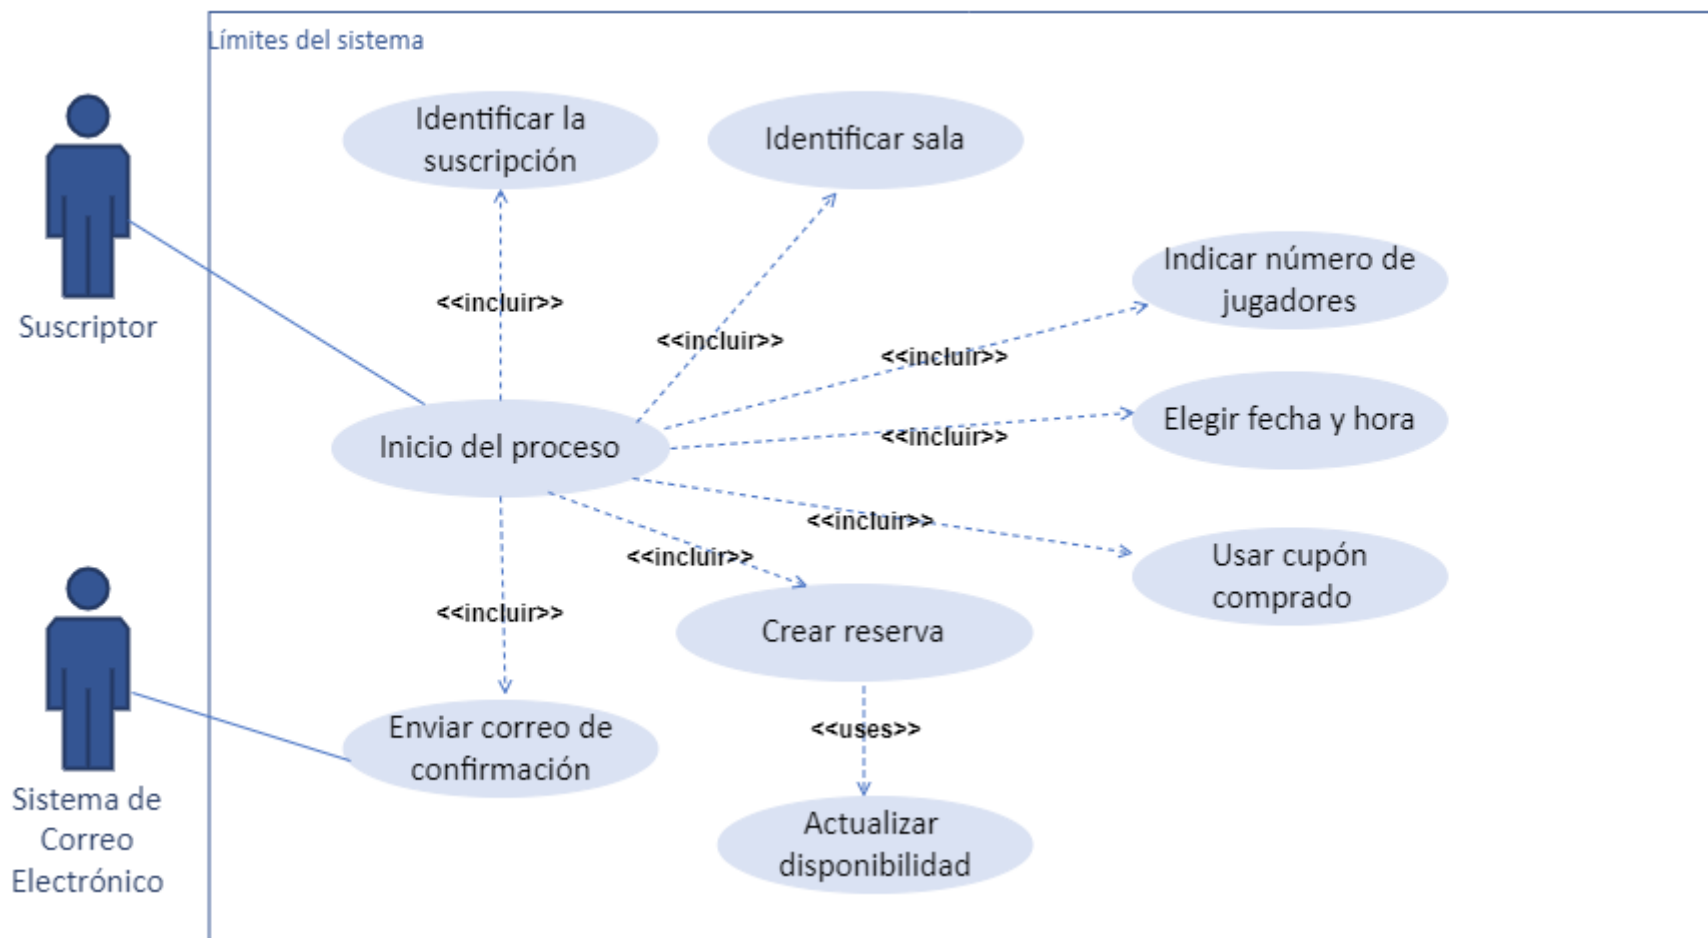 Límites del sistema
Identificar la
suscripción
Identificar sala
Suscriptor
<<incluir>>
<<incluir>>
Indicar número de
jugadores
<<incluir>>
Elegir fecha y hora
<<incluir>>
Inicio del proceso
<<incluir>>
Usar cupón
comprado
<<incluir>>
<<incluir>>
Crear reserva
Enviar correo de
confirmación
<<uses>>
Sistema de
Correo
Electrónico
Actualizar
disponibilidad